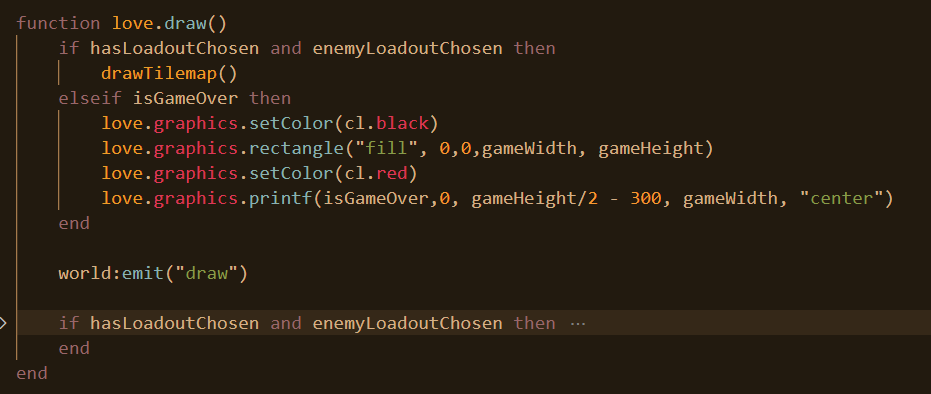 function love.draw()
    if hasLoadoutChosen and enemyLoadoutChosen then
        drawTilemap()
    elseif isGameOver then
        love.graphics.setColor(cl.black)
        love.graphics.rectangle("fill", 0,0,gameWidth, gameHeight)
        love.graphics.setColor(cl.red)
        love.graphics.printf(isGameOver,0, gameHeight/2 - 300, gameWidth, "center")
    end
    world:emit("draw")
    if hasLoadoutChosen and enemyLoadoutChosen then ···
    end
end